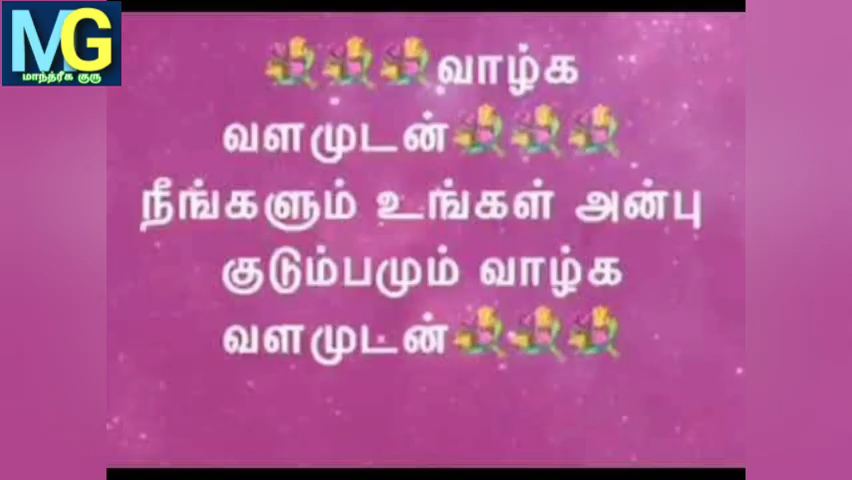 MG
மாந்த்ரீக குரு
💐💐💐வாழ்க
வளமுடன்💐💐💐
நீங்களும் உங்கள் அன்பு
குடும்பமும் வாழ்க
வளமுடன்💐💐💐